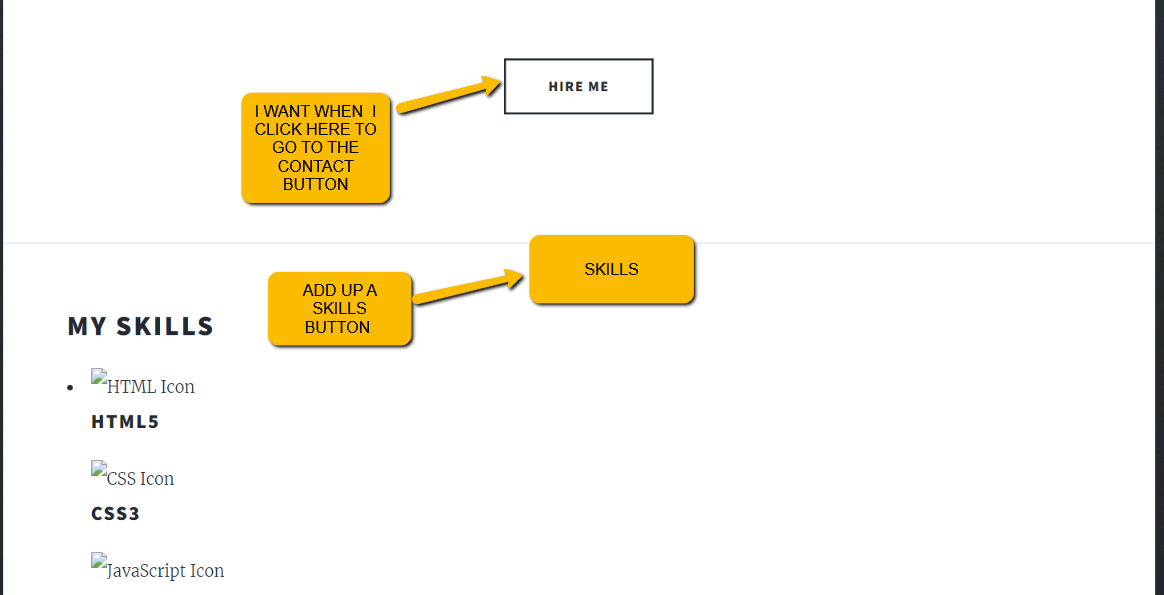 HIRE ME
I WANT WHEN I
CLICK HERE TO
GO TO THE
CONTACT
BUTTON
SKILLS
ADD UP A
SKILLS
BUTTON
MY SKILLS
HTML Icon
HTML5
CSS Icon
CSS3
JavaScript Icon